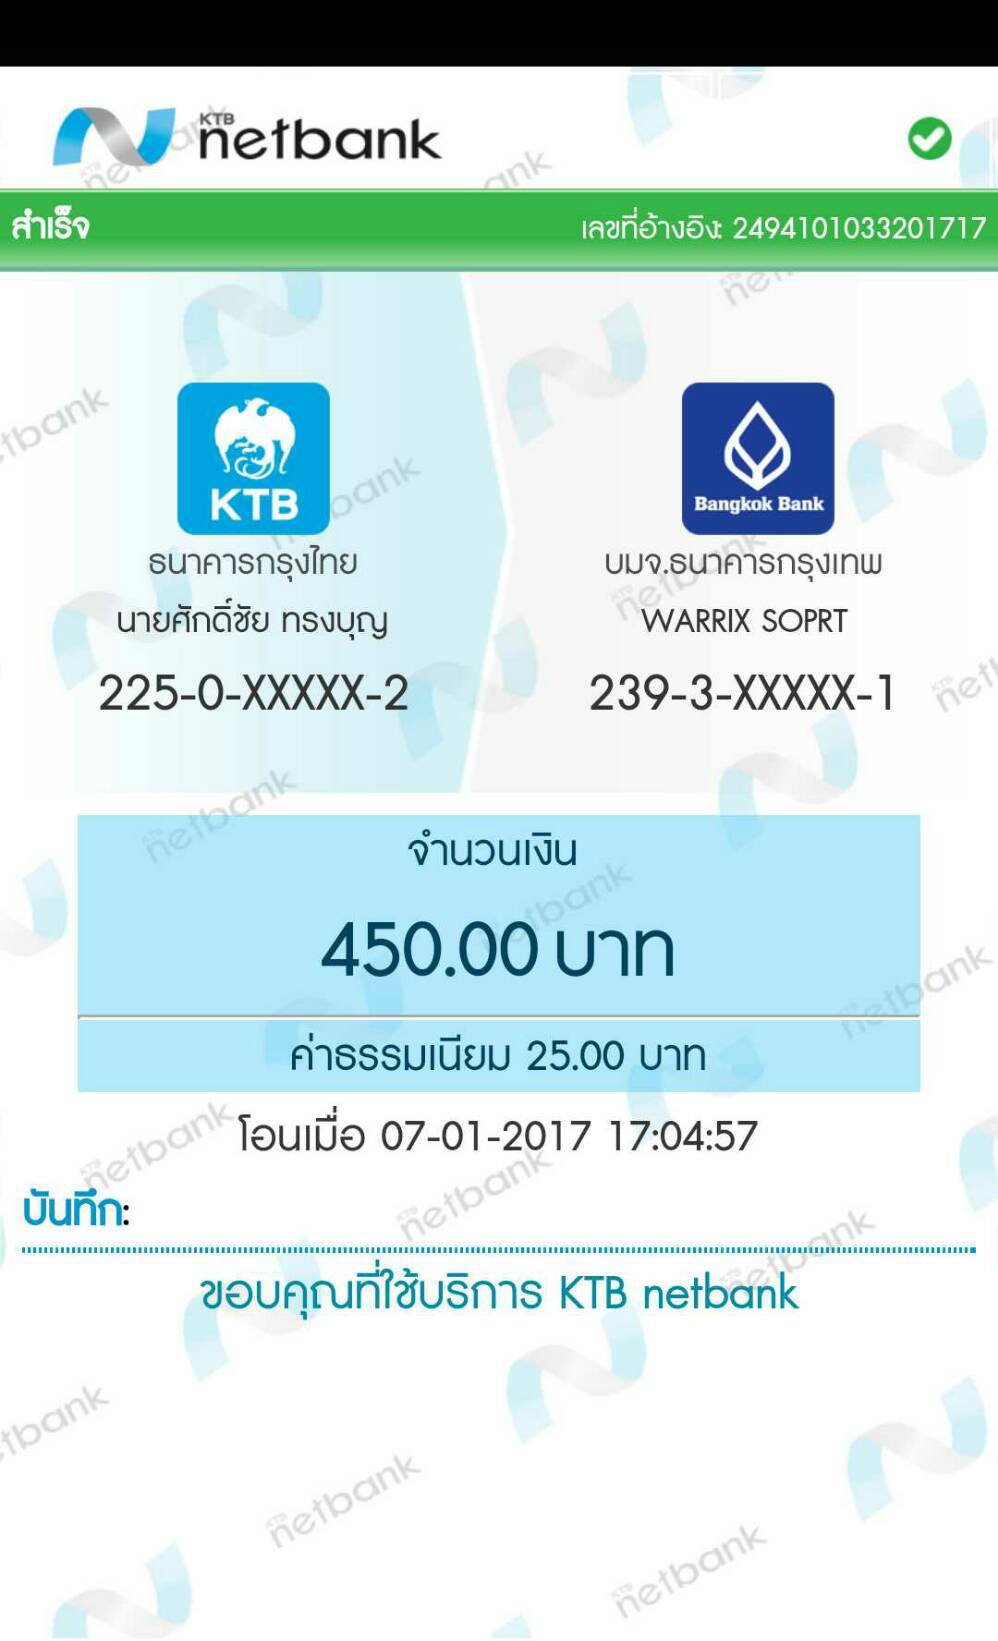 KTB
netbank
สำเร็จ
เลขที่อ้างอิง: 2494101033201717
KTB
Bangkok Bank
ธนาคารกรุงไทย
บมจ.ธนาคารกรุงเทพ
นายศักดิ์ชัย ทรงบุญ
WARRIX SOPRT
225-0-XXXXX-2
239-3-XXXXX-1
จำนวนเงิน
450.00 บาท
ค่าธรรมเนียม 25.00 บาท
โอนเมื่อ 07-01-2017 17:04:57
บันทึก:
ขอบคุณที่ใช้บริการ KTB netbank